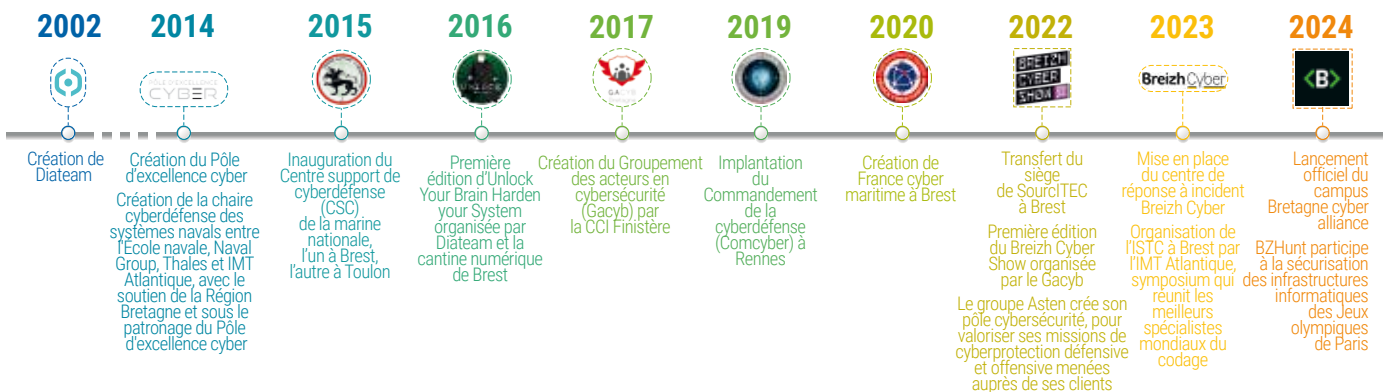 2002
Création de
Diateam
2014
PÔLE D'EXCELLENCE
CYBER
Création du Pôle
d'excellence cyber
Création de la chaire
cyberdéfense des
systèmes navals entre
l'École navale, Naval
Group, Thales et IMT
Atlantique, avec le
soutien de la Région
Bretagne et sous le
patronage du Pôle
d'excellence cyber
2015
Inauguration du
Centre support de
cyberdéfense
(CSC)
de la marine
nationale,
l'un à Brest,
l'autre à Toulon
2016
UNLOCK
Première
édition d'Unlock
Your Brain Harden
your System
organisée par
Diateam et la
cantine numérique
de Brest
2017
GACYB
Création du Groupement
des acteurs en
cybersécurité
(Gacyb) par
la CCI Finistère
2019
Implantation
du
Commandement
de la
cyberdéfense
(Comcyber) à
Rennes
2020
Création de
France cyber
maritime à Brest
2022
BREIZH
CYBER
SHOW
Transfert du
siège
de SourcITEC
à Brest
Première édition
du Breizh Cyber
Show organisée
par le Gacyb
Le groupe Asten crée son
pôle cybersécurité, pour
valoriser ses missions de
cyberprotection défensive
et offensive menées
auprès de ses clients
2023
Breizh Cyber
Mise en place
du centre de
réponse à incident
Breizh Cyber
Organisation de
l'ISTC à Brest par
l'IMT Atlantique,
symposium qui
réunit les
meilleurs
spécialistes
mondiaux du
codage
2024
<B>
Lancement
officiel du
campus
Bretagne cyber
alliance
BZHunt participe
à la sécurisation
des infrastructures
informatiques
des Jeux
olympiques
de Paris